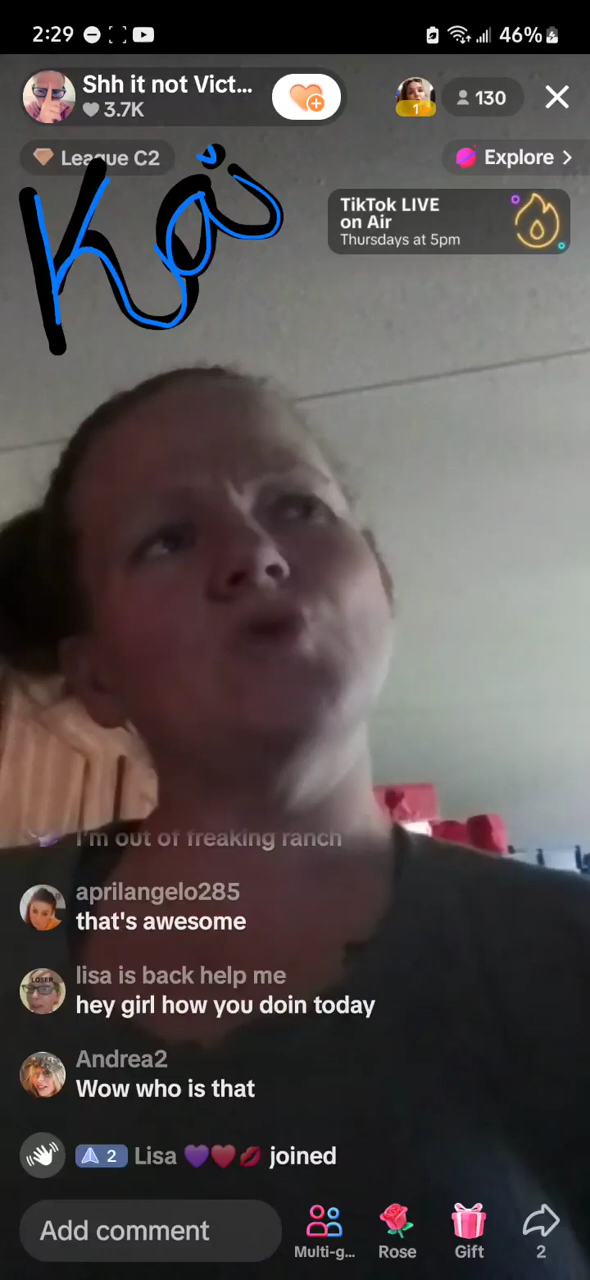 2:29
46%
Shh it not Vict...
3.7K
1
130
League C2
Explore >
Kai
TikTok LIVE
on Air
Thursdays at 5pm
I'm out of freaking ranch
aprilangelo285
that's awesome
LOSER
lisa is back help me
hey girl how you doin today
Andrea2
Wow who is that
2 Lisa 💜❤️💋 joined
Add comment
Multi-g...
Rose
Gift
2